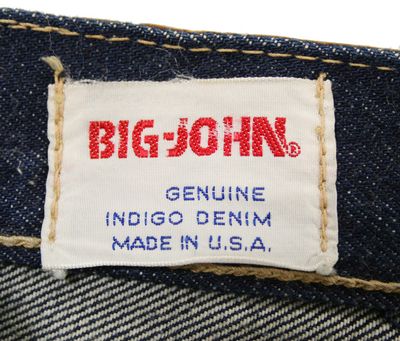 BIG-JOHN®
GENUINE
INDIGO DENIM
MADE IN U.S.A.